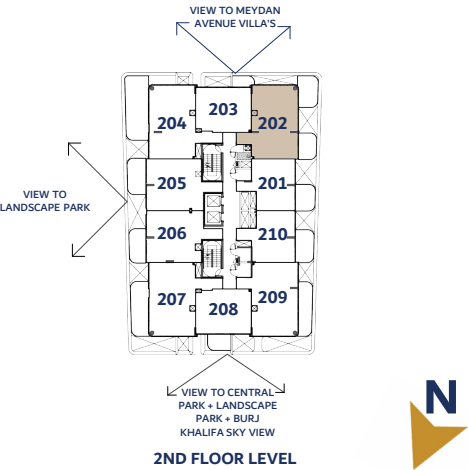 VIEW TO MEYDAN
AVENUE VILLA'S
203
204
202
205
201
VIEW TO
LANDSCAPE PARK
206
210
207
209
208
VIEW TO CENTRAL
PARK + LANDSCAPE
PARK + BURJ
KHALIFA SKY VIEW
N
2ND FLOOR LEVEL